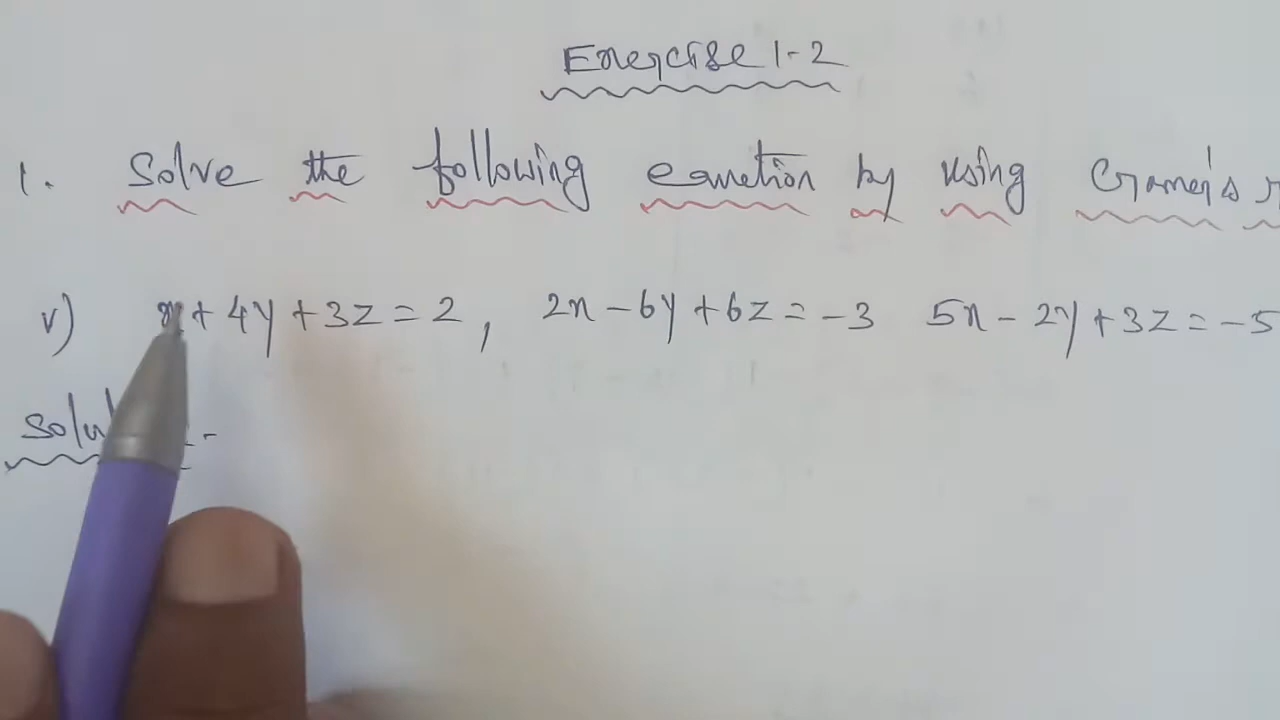 Exercise 1-2
1. Solve the following equation by using Cramer's
v) x + 4y + 3z = 2, 2x - 6y + 6z = -3 5x - 2y + 3z = -5